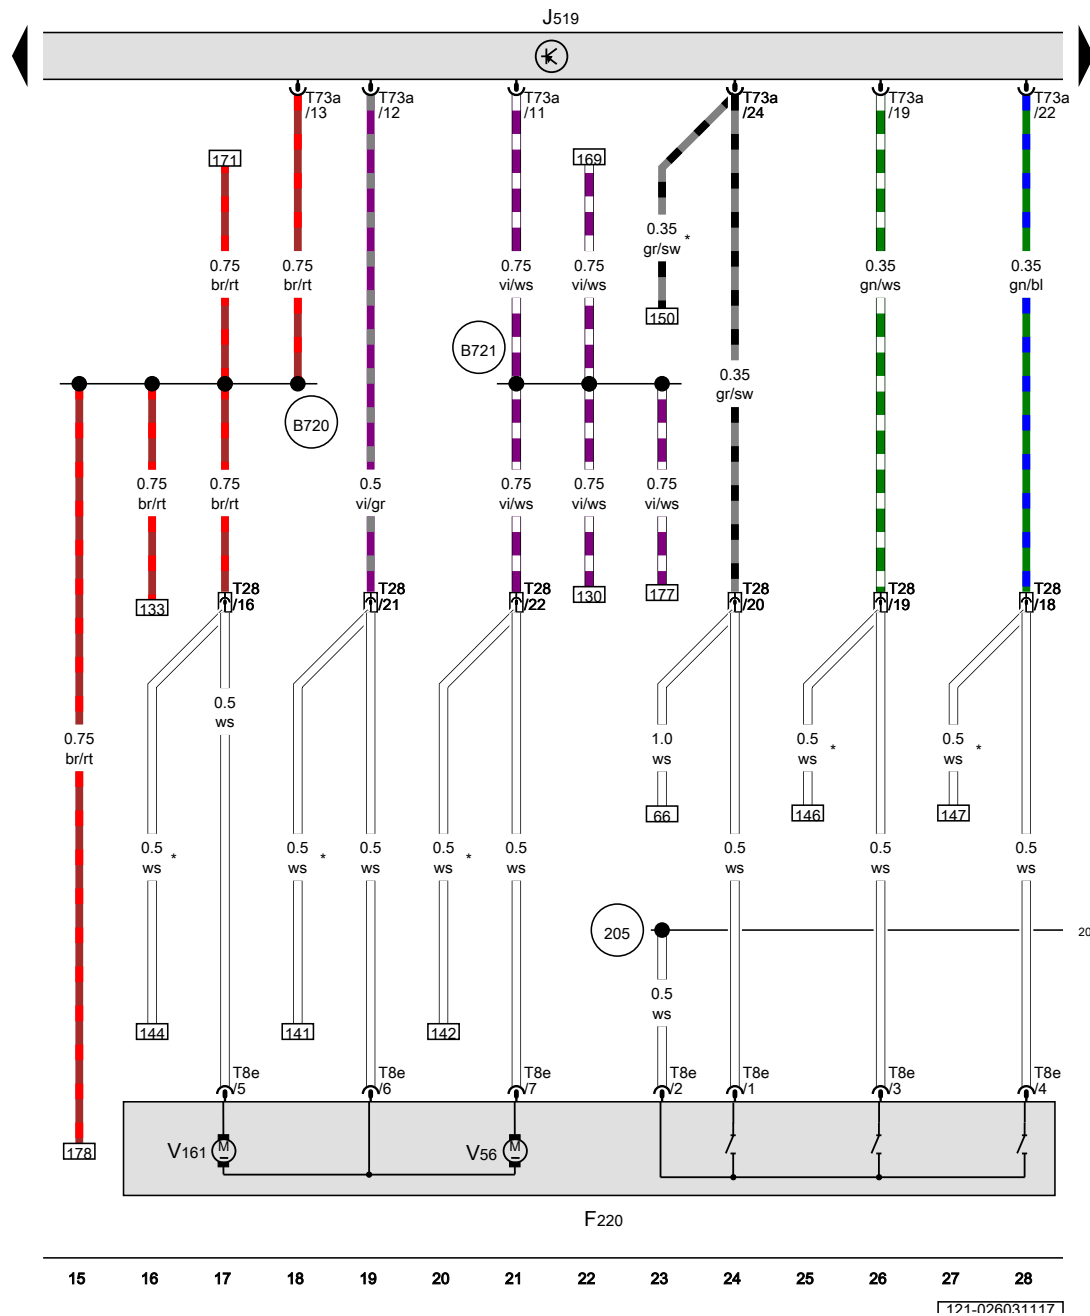 J519
T73a
/13
T73a
/12
T73a
/11
T73a
/24
T73a
/19
T73a
/22
171
169
0.35
gr/sw *
0.75
br/rt
0.75
br/rt
0.75
vi/ws
0.75
vi/ws
0.35
gn/ws
0.35
gn/bl
150
B721
0.35
gr/sw
B720
0.75
br/rt
0.75
br/rt
0.5
vi/gr
0.75
vi/ws
0.75
vi/ws
0.75
vi/ws
133
T28
/16
T28
/21
T28
/22
130
177
T28
/20
T28
/19
T28
/18
0.5
ws
0.75
br/rt
1.0
ws
0.5
ws *
0.5
ws *
66
146
147
0.5
ws *
0.5
ws *
0.5
ws
0.5
ws *
0.5
ws
0.5
ws
0.5
ws
0.5
ws
205
20
0.5
ws
144
141
142
T8e
/5
T8e
/6
T8e
/7
T8e
/2
T8e
/1
T8e
/3
T8e
/4
178
V161
M
V56
M
F220
15 16 17 18 19 20 21 22 23 24 25 26 27 28
121-026031117